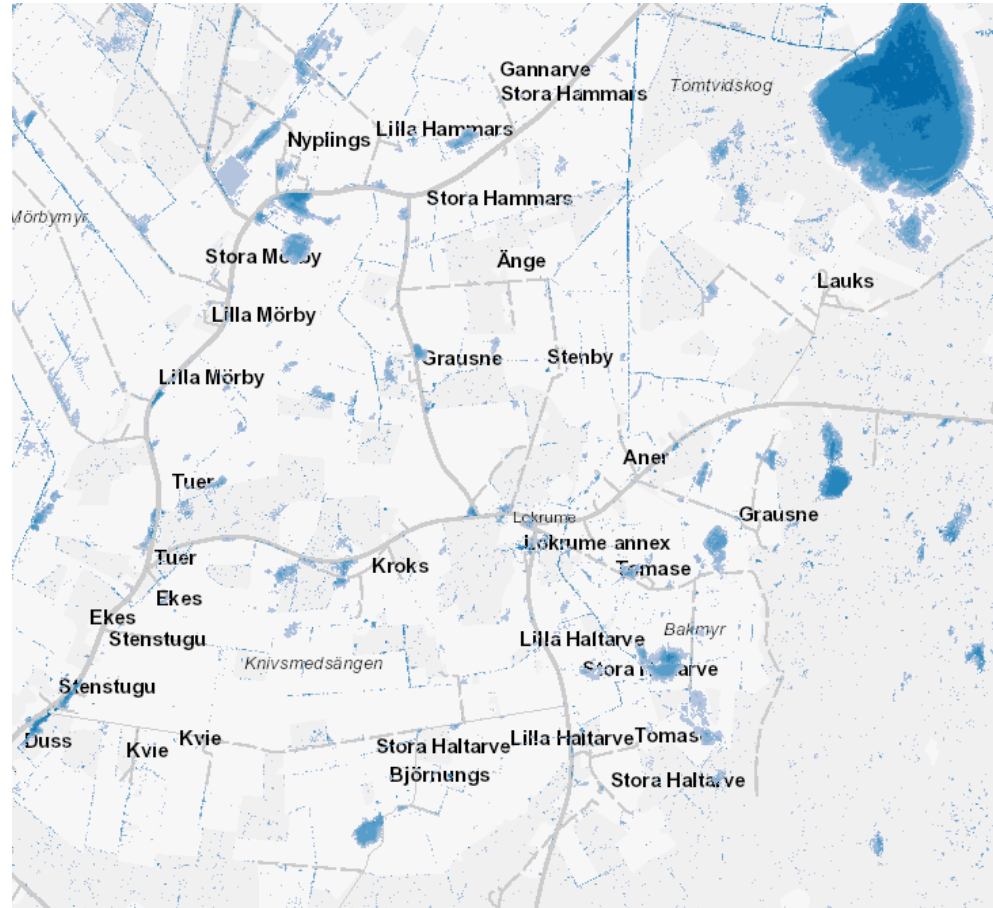 Gannarve
Stora Hammars
Tomtvidskog
Lilla Hammars
Nyplings
Stora Hammars
Mörbymyr
Stora Mörby
Änge
Lauks
Lilla Mörby
Grausne
Stenby
Lilla Mörby
Aner
Tuer
Grausne
Lokrume
Lokrume annex
Tuer
Kroks
Tomase
Ekes
Ekes
Stenstugu
Lilla Haltarve
Bakmyr
Knivsmedsängen
Stora Haltarve
Stenstugu
Duss
Kvie
Kvie
Stora Haltarve
Lilla Haltarve
Tomase
Björnungs
Stora Haltarve